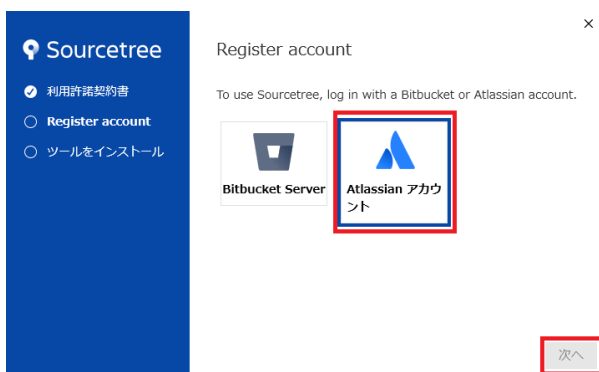 ×
Sourcetree
利用許諾契約書
Register account
ツールをインストール
Register account
To use Sourcetree, log in with a Bitbucket or Atlassian account.
Bitbucket Server
Atlassian アカウ
ント
次へ